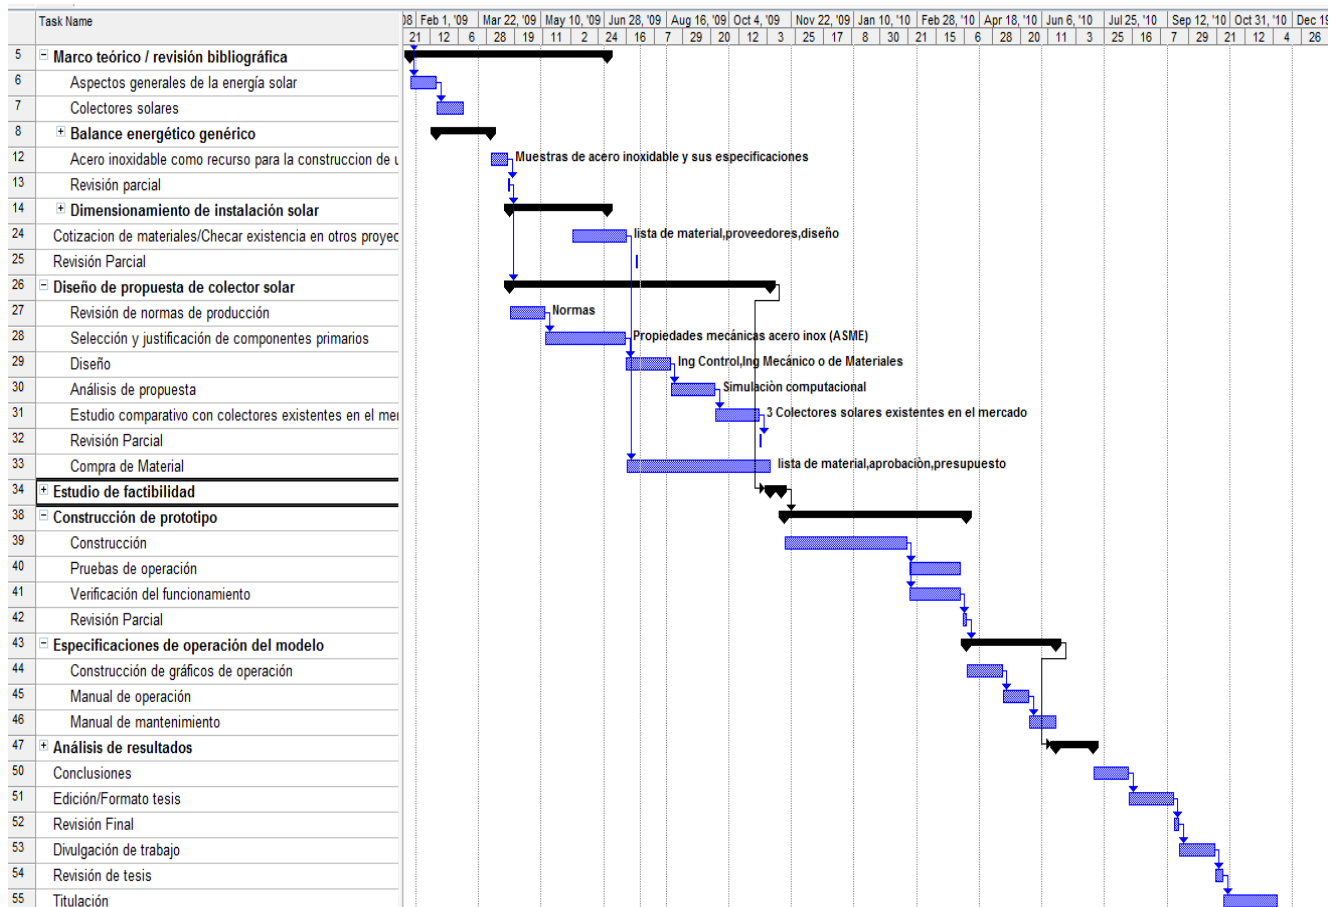 Task Name 08 Feb 1, '09 Mar 22, '09 May 10, '09 Jun 28, '09 Aug 16, '09 Oct 4, '09 Nov 22, '09 Jan 10, '10 Feb 28, '10 Apr 18, '10 Jun 6, '10 Jul 25, '10 Sep 12, '10 Oct 31, '10 Dec 19
21 12 6 28 19 11 2 24 16 7 29 20 12 3 25 17 8 30 21 15 6 28 20 11 3 25 16 7 29 21 12 4 26
5 Marco teórico / revisión bibliográfica
6 Aspectos generales de la energía solar
7 Colectores solares
8 Balance energético genérico
12 Acero inoxidable como recurso para la construccion de u Muestras de acero inoxidable y sus especificaciones
13 Revisión parcial
14 Dimensionamiento de instalación solar
24 Cotizacion de materiales/Checar existencia en otros proyec lista de material,proveedores,diseño
25 Revisión Parcial
26 Diseño de propuesta de colector solar
27 Revisión de normas de producción Normas
28 Selección y justificación de componentes primarios Propiedades mecánicas acero inox (ASME)
29 Diseño Ing Control,Ing Mecánico o de Materiales
30 Análisis de propuesta Simulaciòn computacional
31 Estudio comparativo con colectores existentes en el mer 3 Colectores solares existentes en el mercado
32 Revisión Parcial
33 Compra de Material lista de material,aprobaciòn,presupuesto
34 Estudio de factibilidad
38 Construcción de prototipo
39 Construcción
40 Pruebas de operación
41 Verificación del funcionamiento
42 Revisión Parcial
43 Especificaciones de operación del modelo
44 Construcción de gráficos de operación
45 Manual de operación
46 Manual de mantenimiento
47 Análisis de resultados
50 Conclusiones
51 Edición/Formato tesis
52 Revisión Final
53 Divulgación de trabajo
54 Revisión de tesis
55 Titulación